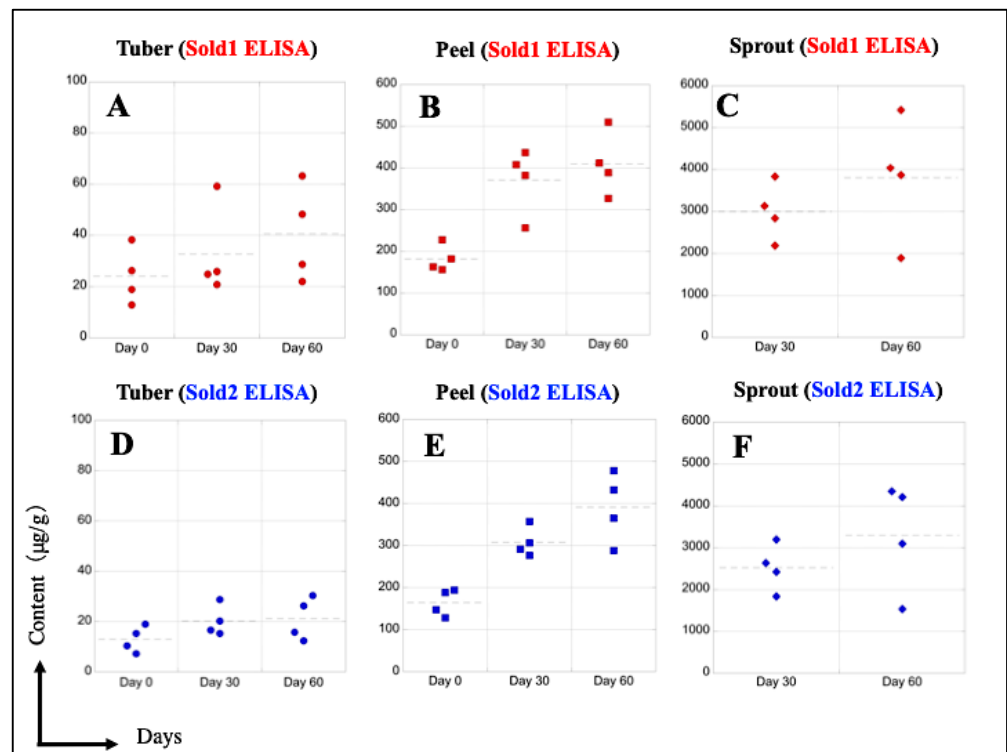 Tuber (Sold1 ELISA)
Peel (Sold1 ELISA)
Sprout (Sold1 ELISA)
A
100
80
60
40
20
0
Day 0 Day 30 Day 60
B
600
500
400
300
200
100
0
Day 0 Day 30 Day 60
C
6000
5000
4000
3000
2000
1000
0
Day 30 Day 60
Tuber (Sold2 ELISA)
Peel (Sold2 ELISA)
Sprout (Sold2 ELISA)
D
100
80
60
40
20
0
Day 0 Day 30 Day 60
E
600
500
400
300
200
100
0
Day 0 Day 30 Day 60
F
6000
5000
4000
3000
2000
1000
0
Day 30 Day 60
Content (μg/g)
Days